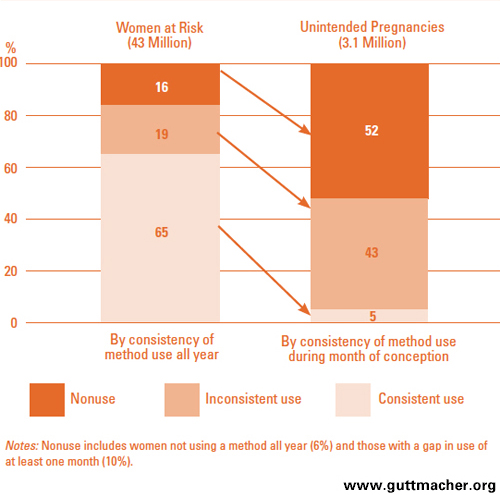 Women at Risk
(43 Million)
Unintended Pregnancies
(3.1 Million)
%
100
80
60
40
20
0
16
19
65
52
43
5
By consistency of
method use all year
By consistency of method use
during month of conception
Nonuse
Inconsistent use
Consistent use
Notes: Nonuse includes women not using a method all year (6%) and those with a gap in use of
at least one month (10%).
www.guttmacher.org